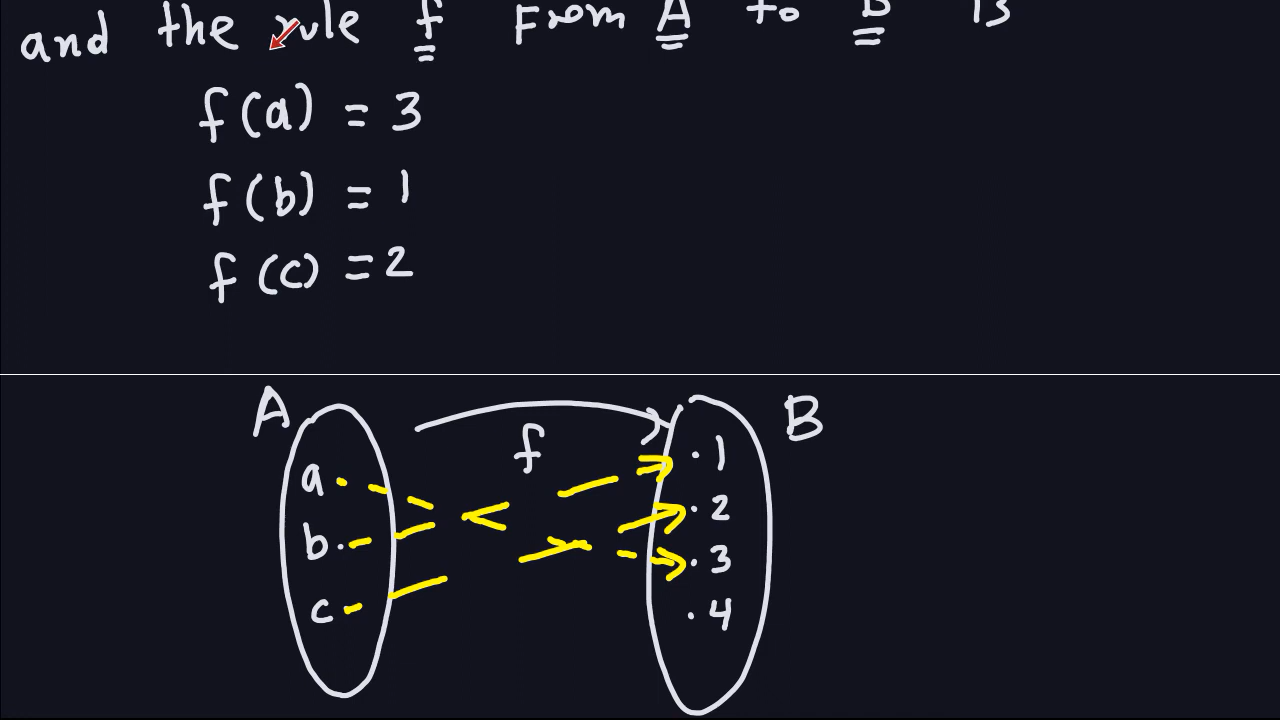 and the rule f From A to B is
f(a) = 3
f(b) = 1
f(c) = 2
A B
f
a
b
c
1
2
3
4